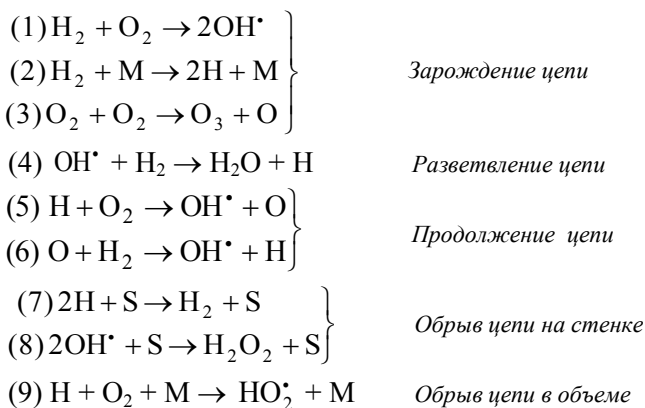 (1) H₂ + O₂ → 2OH•
(2) H₂ + M → 2H + M
(3) O₂ + O₂ → O₃ + O
Зарождение цепи
(4) OH• + H₂ → H₂O + H Разветвление цепи
(5) H + O₂ → OH• + O
(6) O + H₂ → OH• + H
Продолжение цепи
(7) 2H + S → H₂ + S
(8) 2OH• + S → H₂O₂ + S
Обрыв цепи на стенке
(9) H + O₂ + M → HO₂• + M Обрыв цепи в объеме